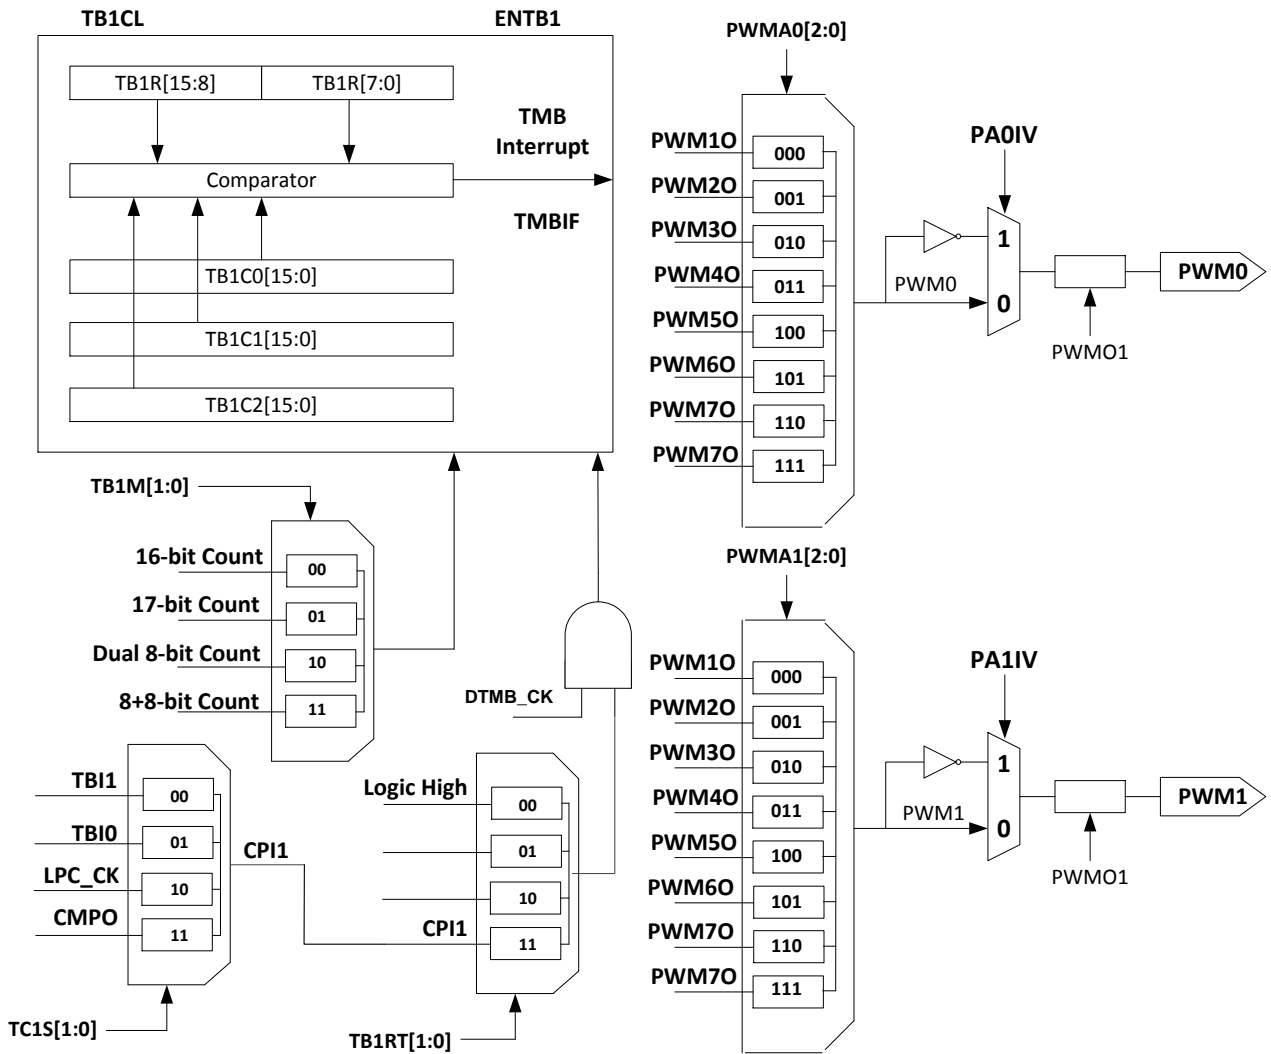 TB1CL
ENTB1
TB1R[15:8]
TB1R[7:0]
TMB
Interrupt
Comparator
TMBIF
TB1C0[15:0]
TB1C1[15:0]
TB1C2[15:0]
TB1M[1:0]
16-bit Count
00
17-bit Count
01
Dual 8-bit Count
10
8+8-bit Count
11
DTMB_CK
TBI1
00
TBI0
01
LPC_CK
10
CMPO
11
CPI1
TC1S[1:0]
Logic High
00
01
10
CPI1
11
TB1RT[1:0]
PWMA0[2:0]
PWM1O
000
PWM2O
001
PWM3O
010
PWM4O
011
PWM5O
100
PWM6O
101
PWM7O
110
PWM7O
111
PA0IV
1
PWM0
0
PWM0
PWMO1
PWMA1[2:0]
PWM1O
000
PWM2O
001
PWM3O
010
PWM4O
011
PWM5O
100
PWM6O
101
PWM7O
110
PWM7O
111
PA1IV
1
PWM1
0
PWM1
PWMO1